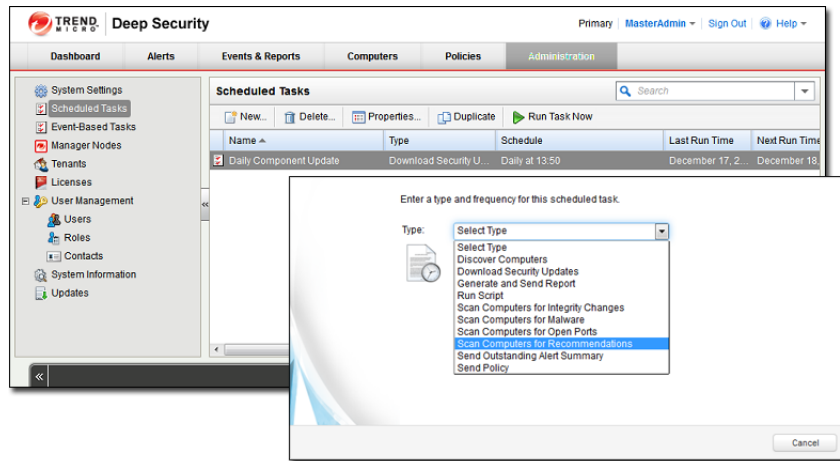 TREND MICRO Deep Security Primary MasterAdmin Sign Out Help
Dashboard Alerts Events & Reports Computers Policies Administration
System Settings
Scheduled Tasks
Event-Based Tasks
Manager Nodes
Tenants
Licenses
User Management
Users
Roles
Contacts
System Information
Updates
Scheduled Tasks Search
New... Delete... Properties... Duplicate Run Task Now
Name Type Schedule Last Run Time Next Run Time
Daily Component Update Download Security U... Daily at 13:50 December 17, 2... December 18,
Enter a type and frequency for this scheduled task.
Type: Select Type
Select Type
Discover Computers
Download Security Updates
Generate and Send Report
Run Script
Scan Computers for Integrity Changes
Scan Computers for Malware
Scan Computers for Open Ports
Scan Computers for Recommendations
Send Outstanding Alert Summary
Send Policy
Cancel